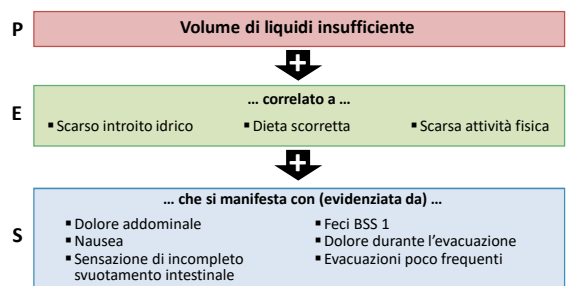 P
Volume di liquidi insufficiente
E
... correlato a ...
▪ Scarso introito idrico ▪ Dieta scorretta ▪ Scarsa attività fisica
S
... che si manifesta con (evidenziata da) ...
▪ Dolore addominale
▪ Nausea
▪ Sensazione di incompleto
svuotamento intestinale
▪ Feci BSS 1
▪ Dolore durante l'evacuazione
▪ Evacuazioni poco frequenti